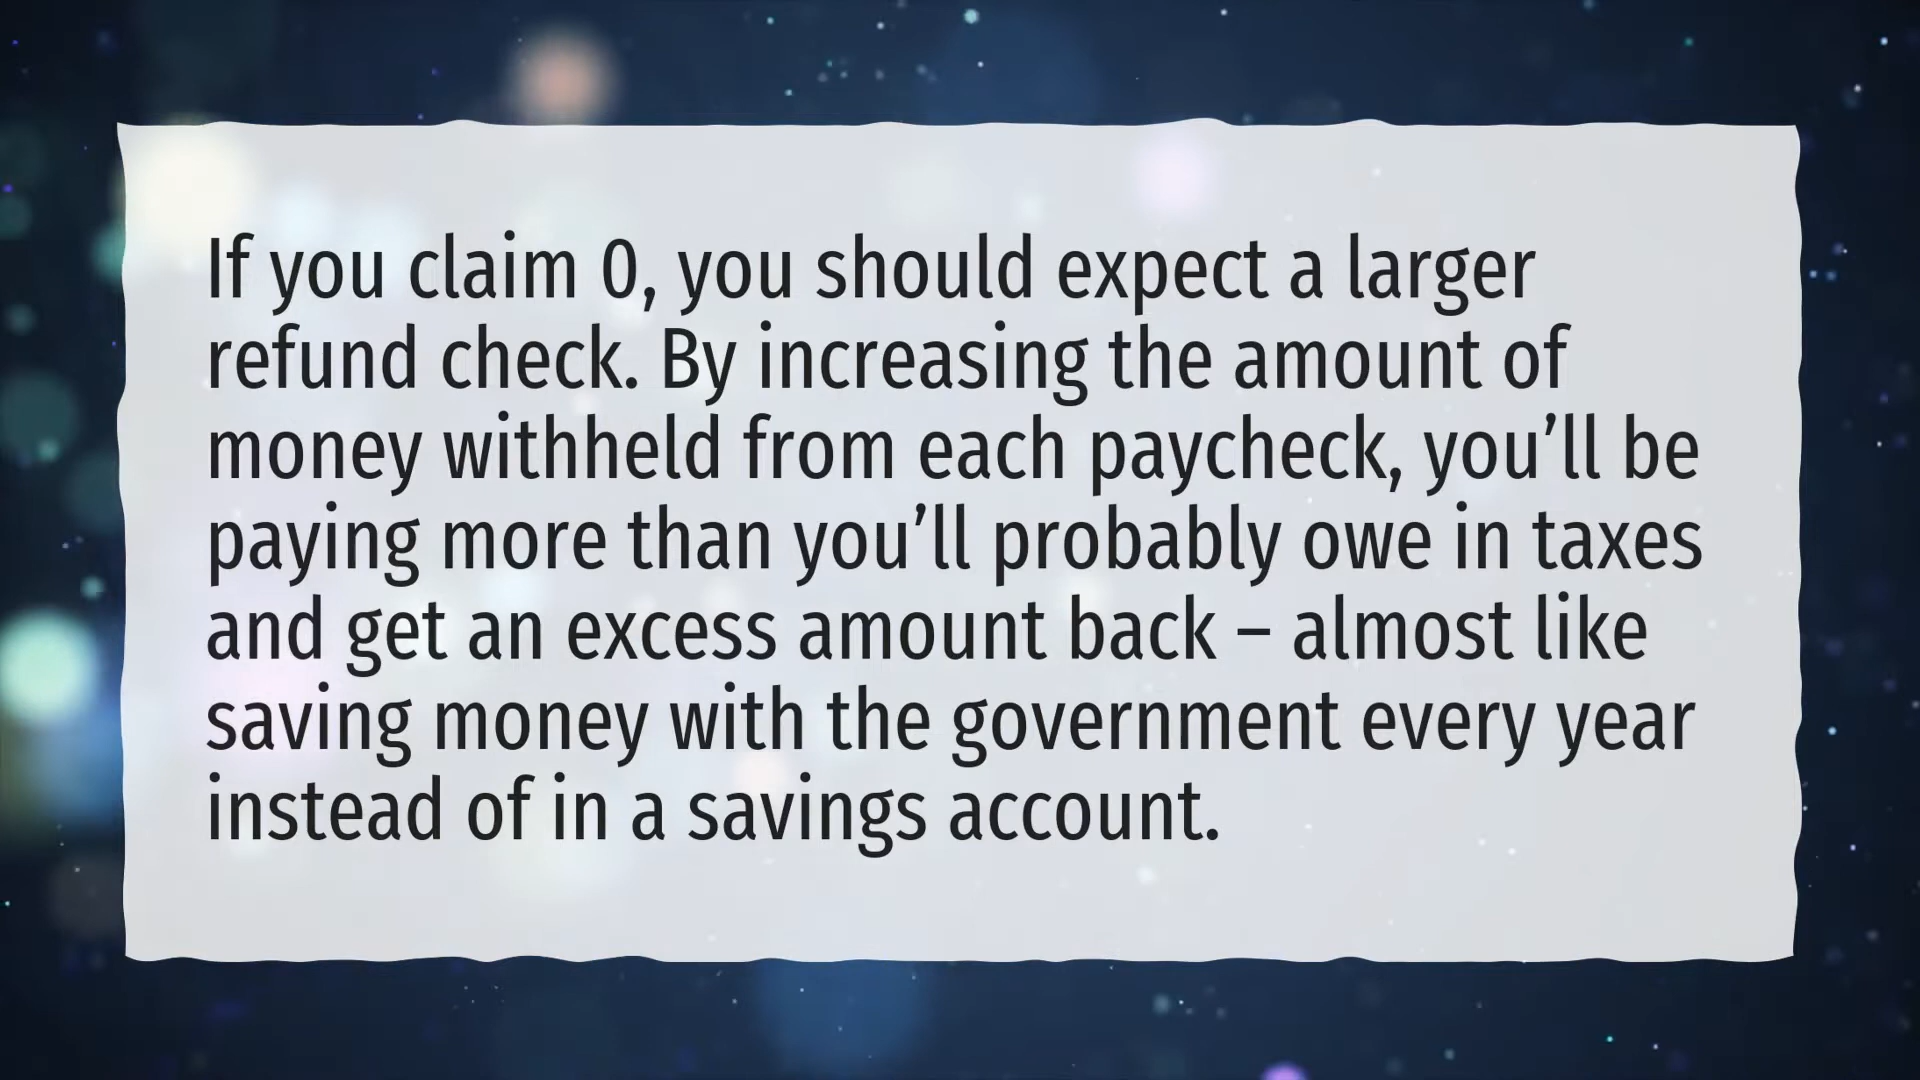 If you claim 0, you should expect a larger
refund check. By increasing the amount of
money withheld from each paycheck, you’ll be
paying more than you’ll probably owe in taxes
and get an excess amount back – almost like
saving money with the government every year
instead of in a savings account.